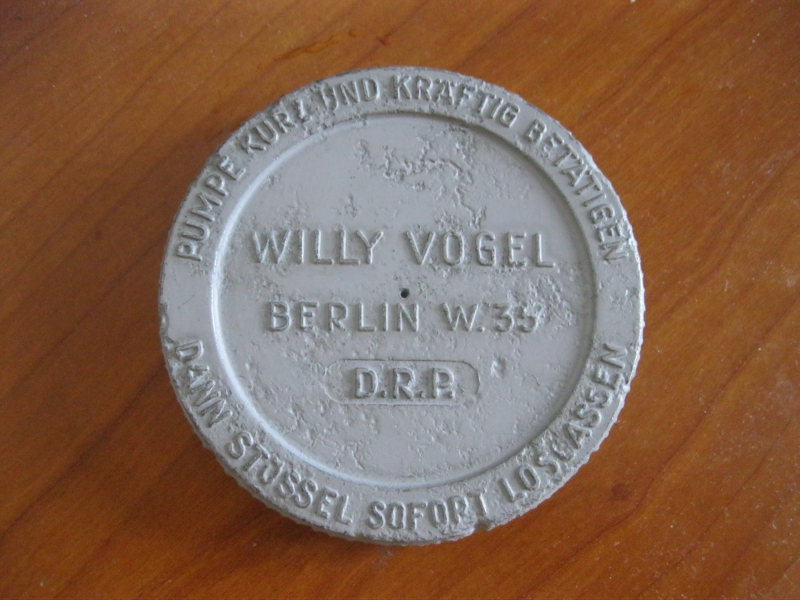 PUMPE KURZ UND KRÄFTIG BETÄTIGEN
WILLY VOGEL
BERLIN W.35
D.R.P.
DANN STÖSSEL SOFORT LOSLASSEN